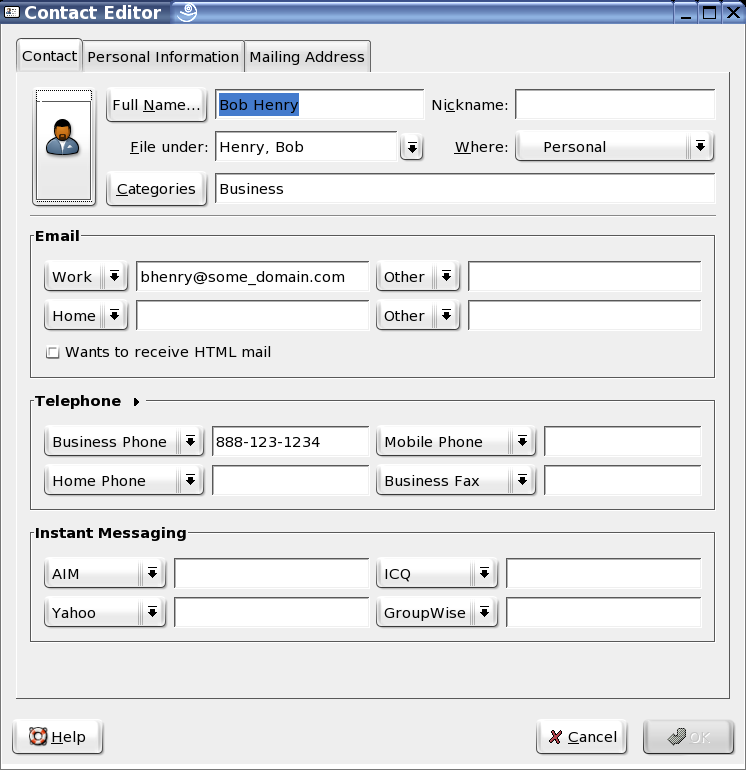 Contact Editor
Contact Personal Information Mailing Address
Full Name... Bob Henry Nickname:
File under: Henry, Bob Where: Personal
Categories Business
Email
Work bhenry@some_domain.com Other
Home Other
Wants to receive HTML mail
Telephone
Business Phone 888-123-1234 Mobile Phone
Home Phone Business Fax
Instant Messaging
AIM ICQ
Yahoo GroupWise
Help Cancel OK